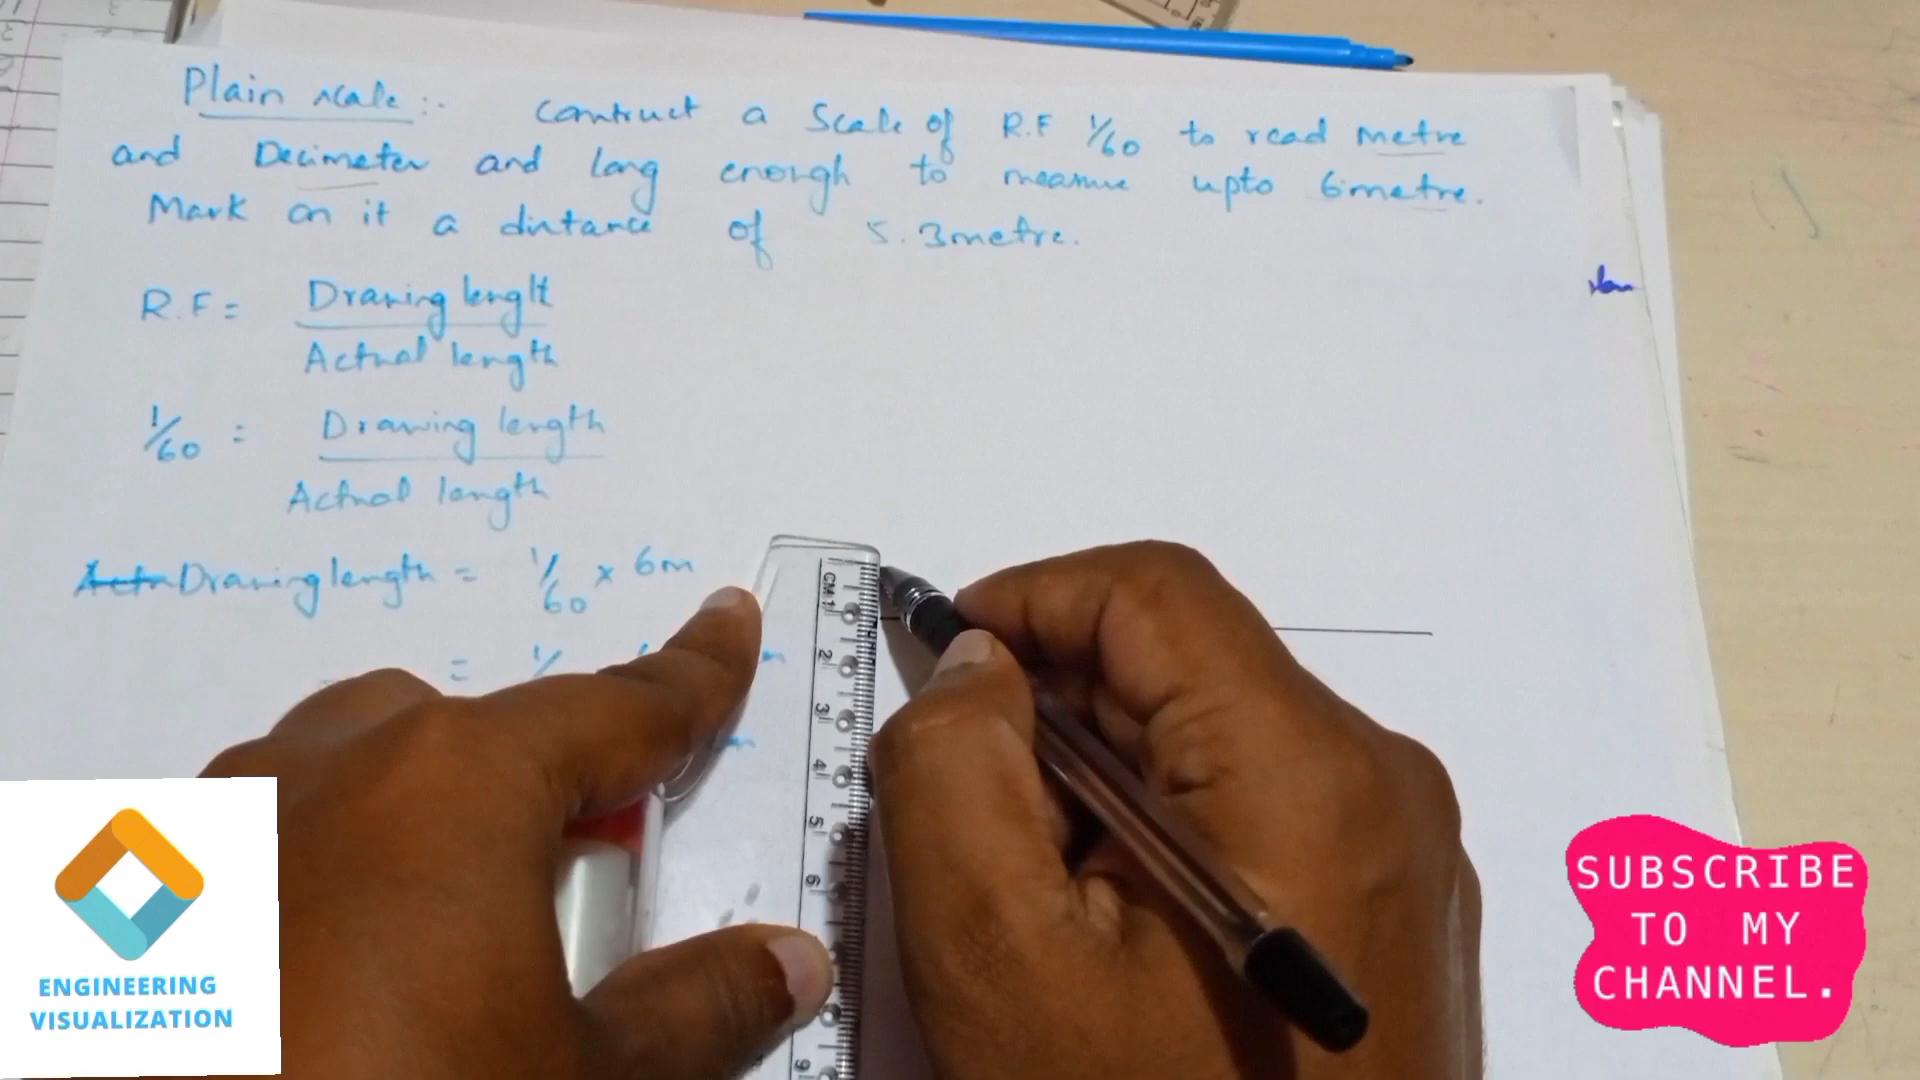 Plain scale:- Construct a Scale of R.F 1/60 to read metre
and Decimeter and long enough to measure upto 6metre.
Mark on it a distance of 5.3metre.
R.F = Drawing length
Actual length
1/60 = Drawing length
Actual length
Drawing length = 1/60 x 6m
= 1/
CM 1
2
3
4
5
6
9
ENGINEERING
VISUALIZATION
SUBSCRIBE
TO MY
CHANNEL.